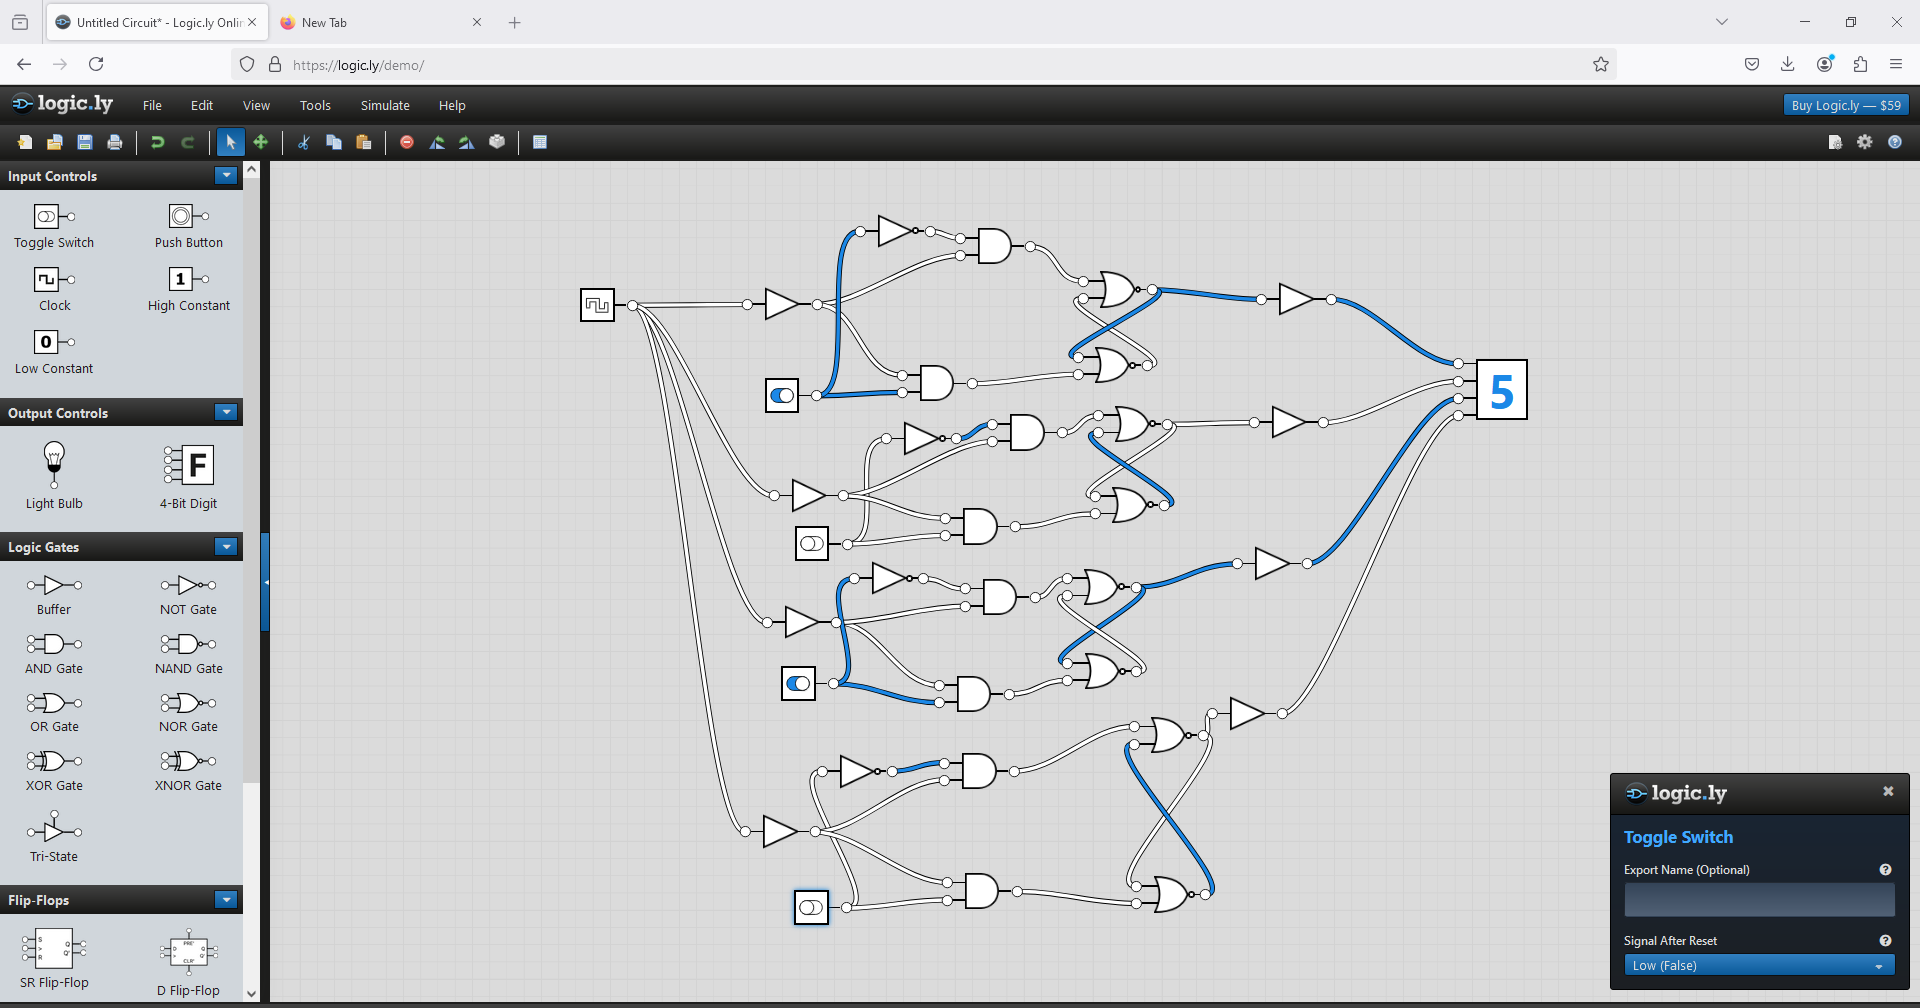 Untitled Circuit* - Logic.ly Onlin
New Tab
https://logic.ly/demo/
logic.ly File Edit View Tools Simulate Help Buy Logic.ly — $59
Input Controls
Toggle Switch Push Button
Clock 1 High Constant
0 Low Constant
Output Controls
F
Light Bulb 4-Bit Digit
Logic Gates
Buffer NOT Gate
AND Gate NAND Gate
OR Gate NOR Gate
XOR Gate XNOR Gate
Tri-State
Flip-Flops
SR Flip-Flop D Flip-Flop
5
logic.ly
Toggle Switch
Export Name (Optional)
Signal After Reset
Low (False)